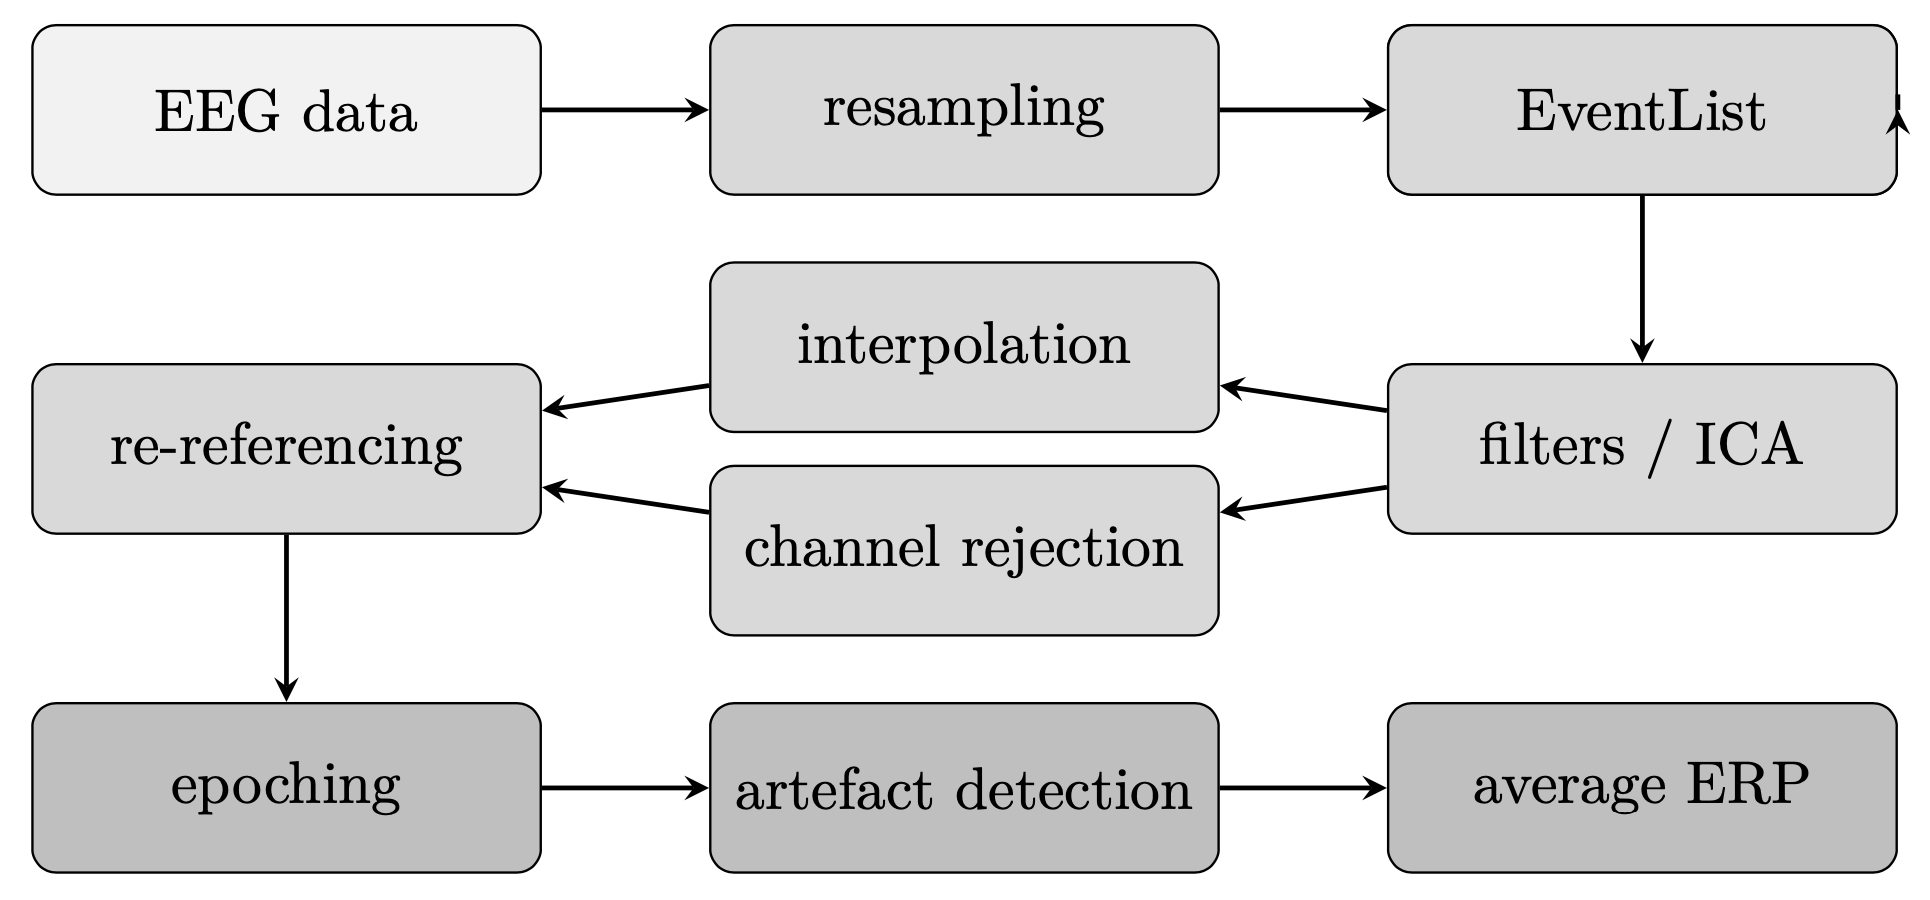 EEG data
resampling
EventList
interpolation
re-referencing
filters / ICA
channel rejection
epoching
artefact detection
average ERP